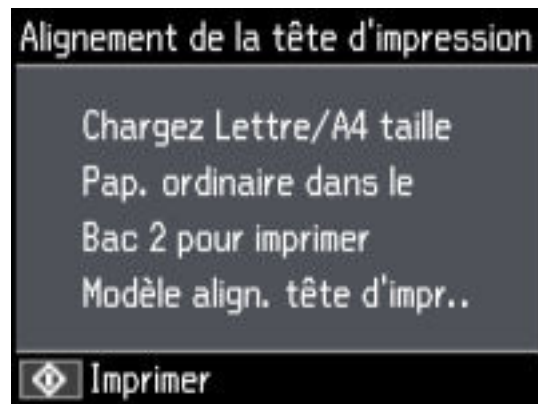 Alignement de la tête d'impression
Chargez Lettre/A4 taille
Pap. ordinaire dans le
Bac 2 pour imprimer
Modèle align. tête d'impr..
Imprimer